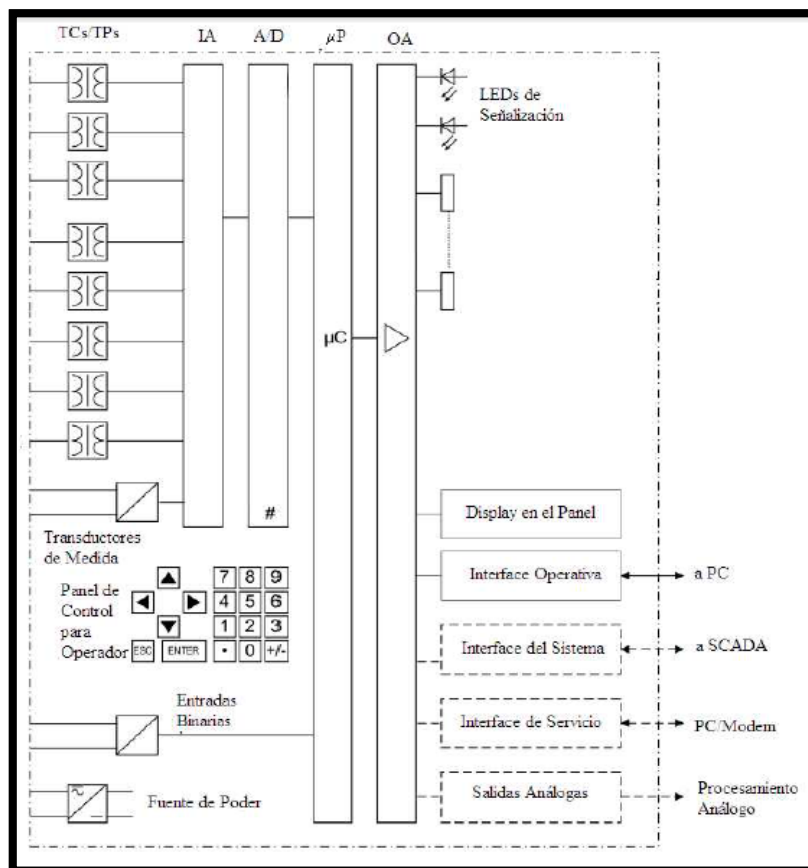 TCs/TPs IA A/D µP OA
LEDs de
Señalización
µC
#
Transductores
de Medida
Panel de
Control
para
Operador
7 8 9
4 5 6
1 2 3
ESC ENTER • 0 +/-
Display en el Panel
Interface Operativa a PC
Interface del Sistema a SCADA
Entradas
Binarias
Interface de Servicio PC/Modem
Fuente de Poder
Salidas Análogas Procesamiento
Análogo